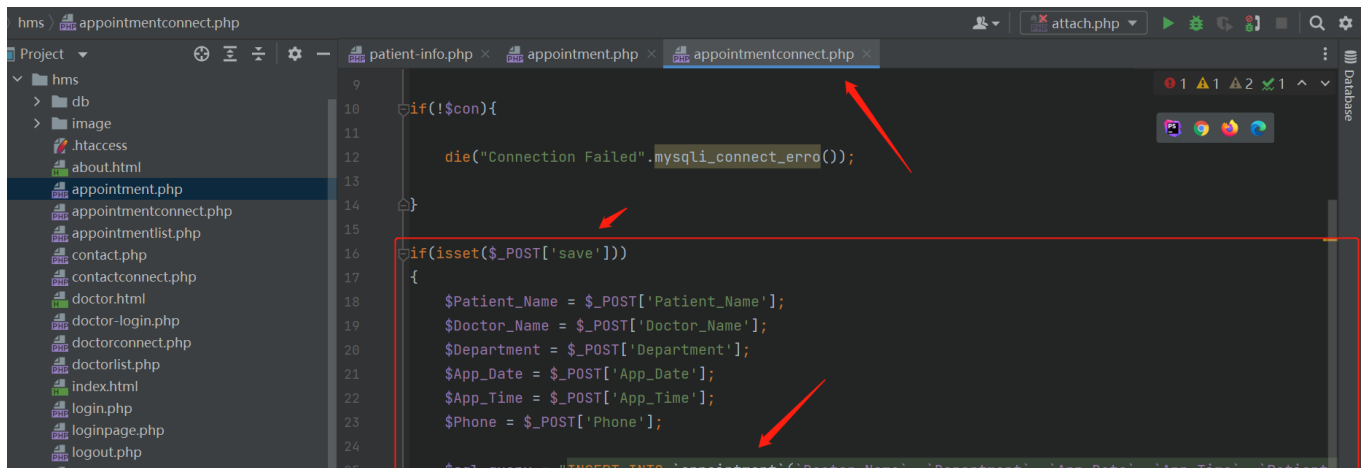 hms > appointmentconnect.php
attach.php
Project
patient-info.php
appointment.php
appointmentconnect.php
hms
db
image
.htaccess
about.html
appointment.php
appointmentconnect.php
appointmentlist.php
contact.php
contactconnect.php
doctor.html
doctor-login.php
doctorconnect.php
doctorlist.php
index.html
login.php
loginpage.php
logout.php
9
10 if(!$con){
11
12 die("Connection Failed".mysqli_connect_erro());
13
14 }
15
16 if(isset($_POST['save']))
17 {
18 $Patient_Name = $_POST['Patient_Name'];
19 $Doctor_Name = $_POST['Doctor_Name'];
20 $Department = $_POST['Department'];
21 $App_Date = $_POST['App_Date'];
22 $App_Time = $_POST['App_Time'];
23 $Phone = $_POST['Phone'];
24
1 1 2 1
Database